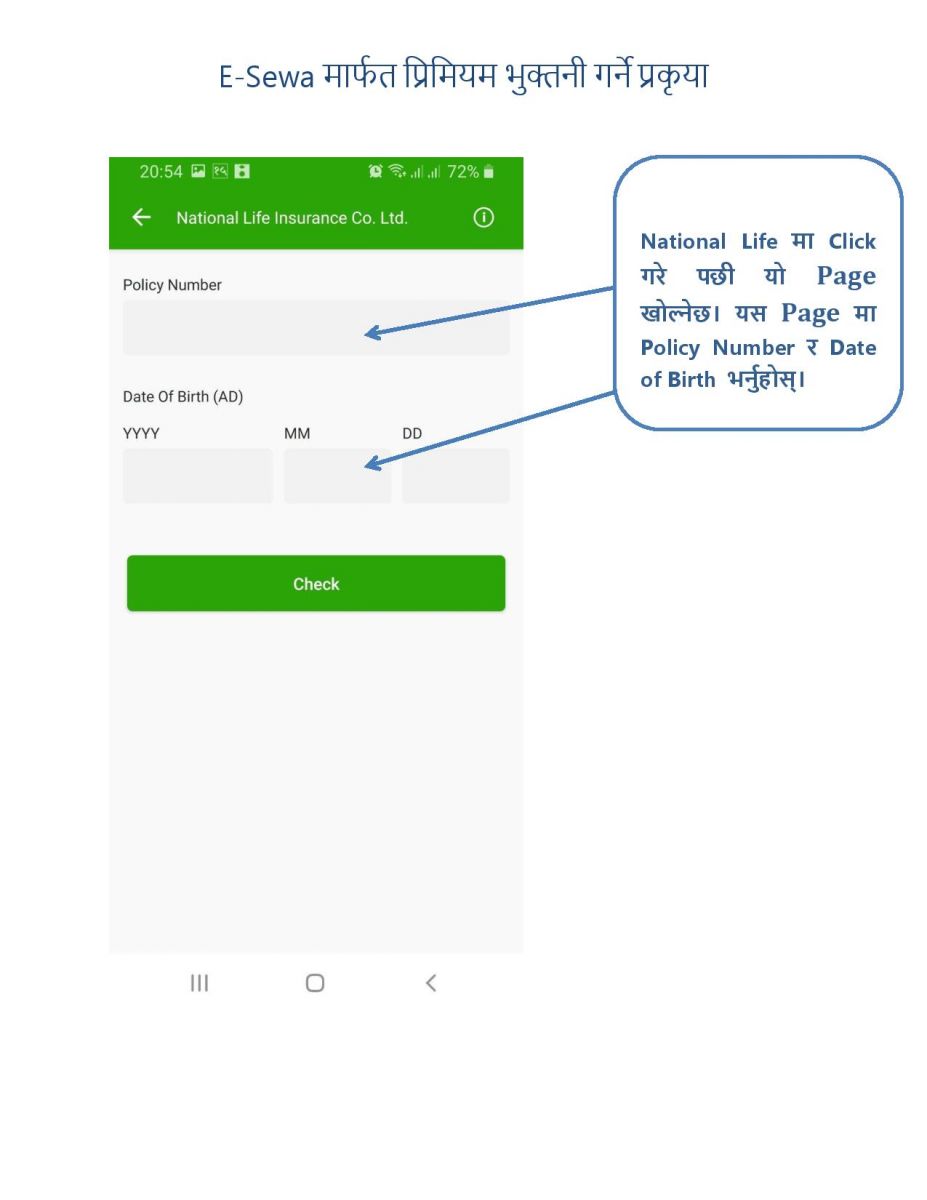 E-Sewa मार्फत प्रिमियम भुक्तनी गर्ने प्रकृया
20:54 72%
National Life Insurance Co. Ltd.
Policy Number
Date Of Birth (AD)
YYYY MM DD
Check
National Life मा Click
गरे पछी यो Page
खोल्नेछ। यस Page मा
Policy Number र Date
of Birth भर्नुहोस्।